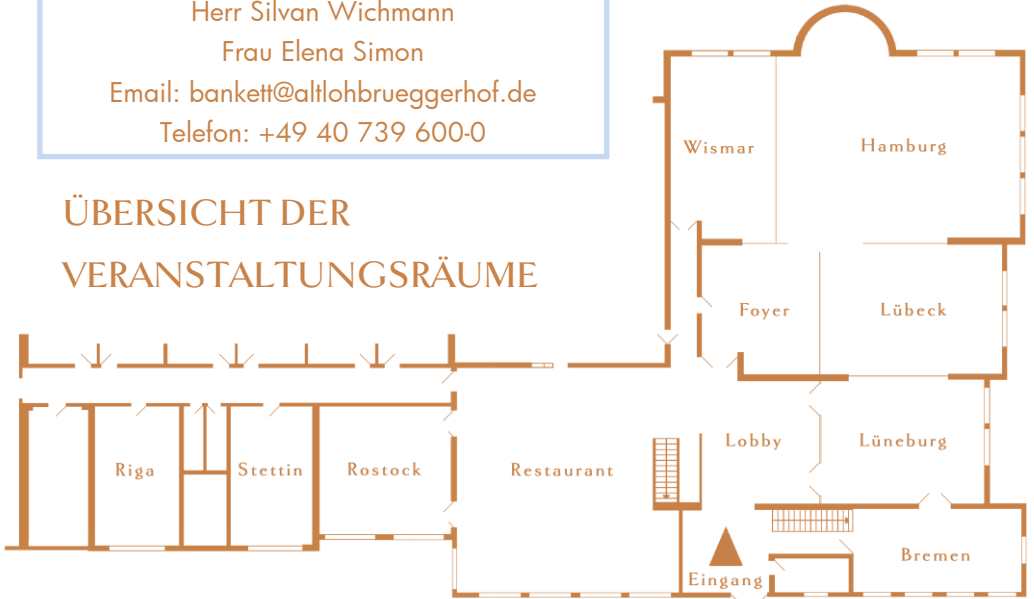 Herr Silvan Wichmann
Frau Elena Simon
Email: bankett@altlohbrueggerhof.de
Telefon: +49 40 739 600-0
ÜBERSICHT DER
VERANSTALTUNGSRÄUME
Wismar
Hamburg
Foyer
Lübeck
Lobby
Lüneburg
Riga
Stettin
Rostock
Restaurant
Bremen
Eingang